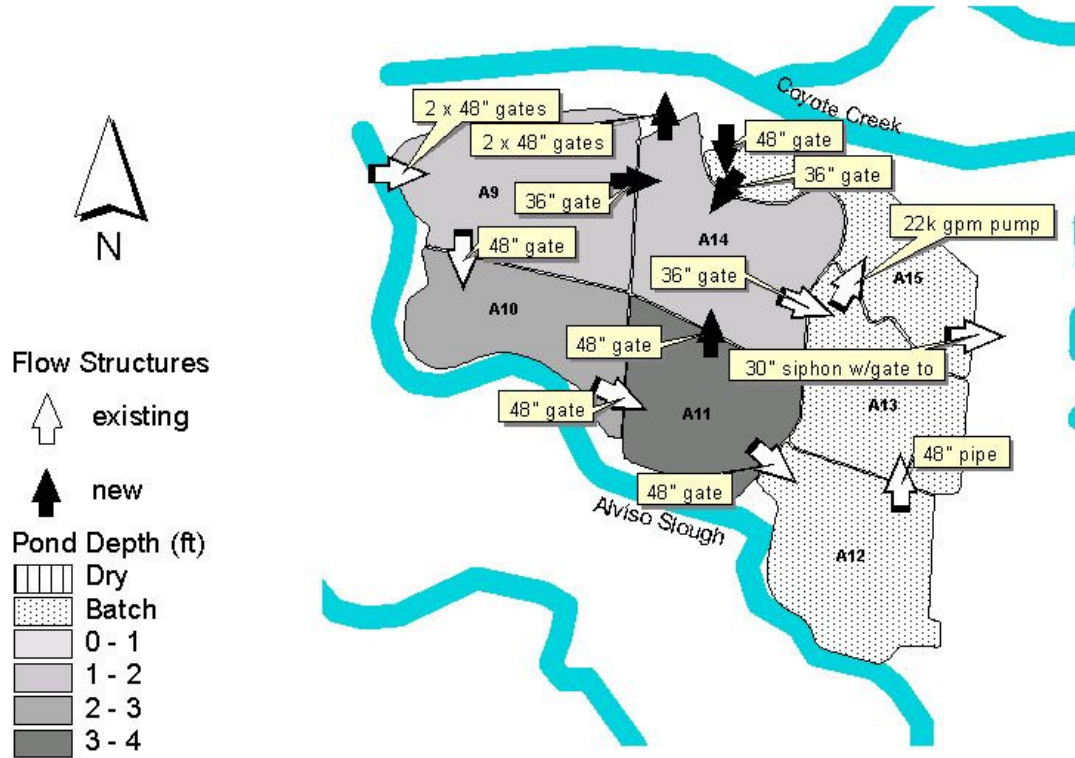 Coyote Creek
2 x 48" gates
2 x 48" gates
48" gate
36" gate
36" gate
A9
A14
22k gpm pump
N
48" gate
36" gate
A15
A10
Flow Structures
48" gate
30" siphon w/gate to
existing
48" gate
A11
A13
new
48" gate
48" pipe
Alviso Slough
A12
Pond Depth (ft)
Dry
Batch
0 - 1
1 - 2
2 - 3
3 - 4